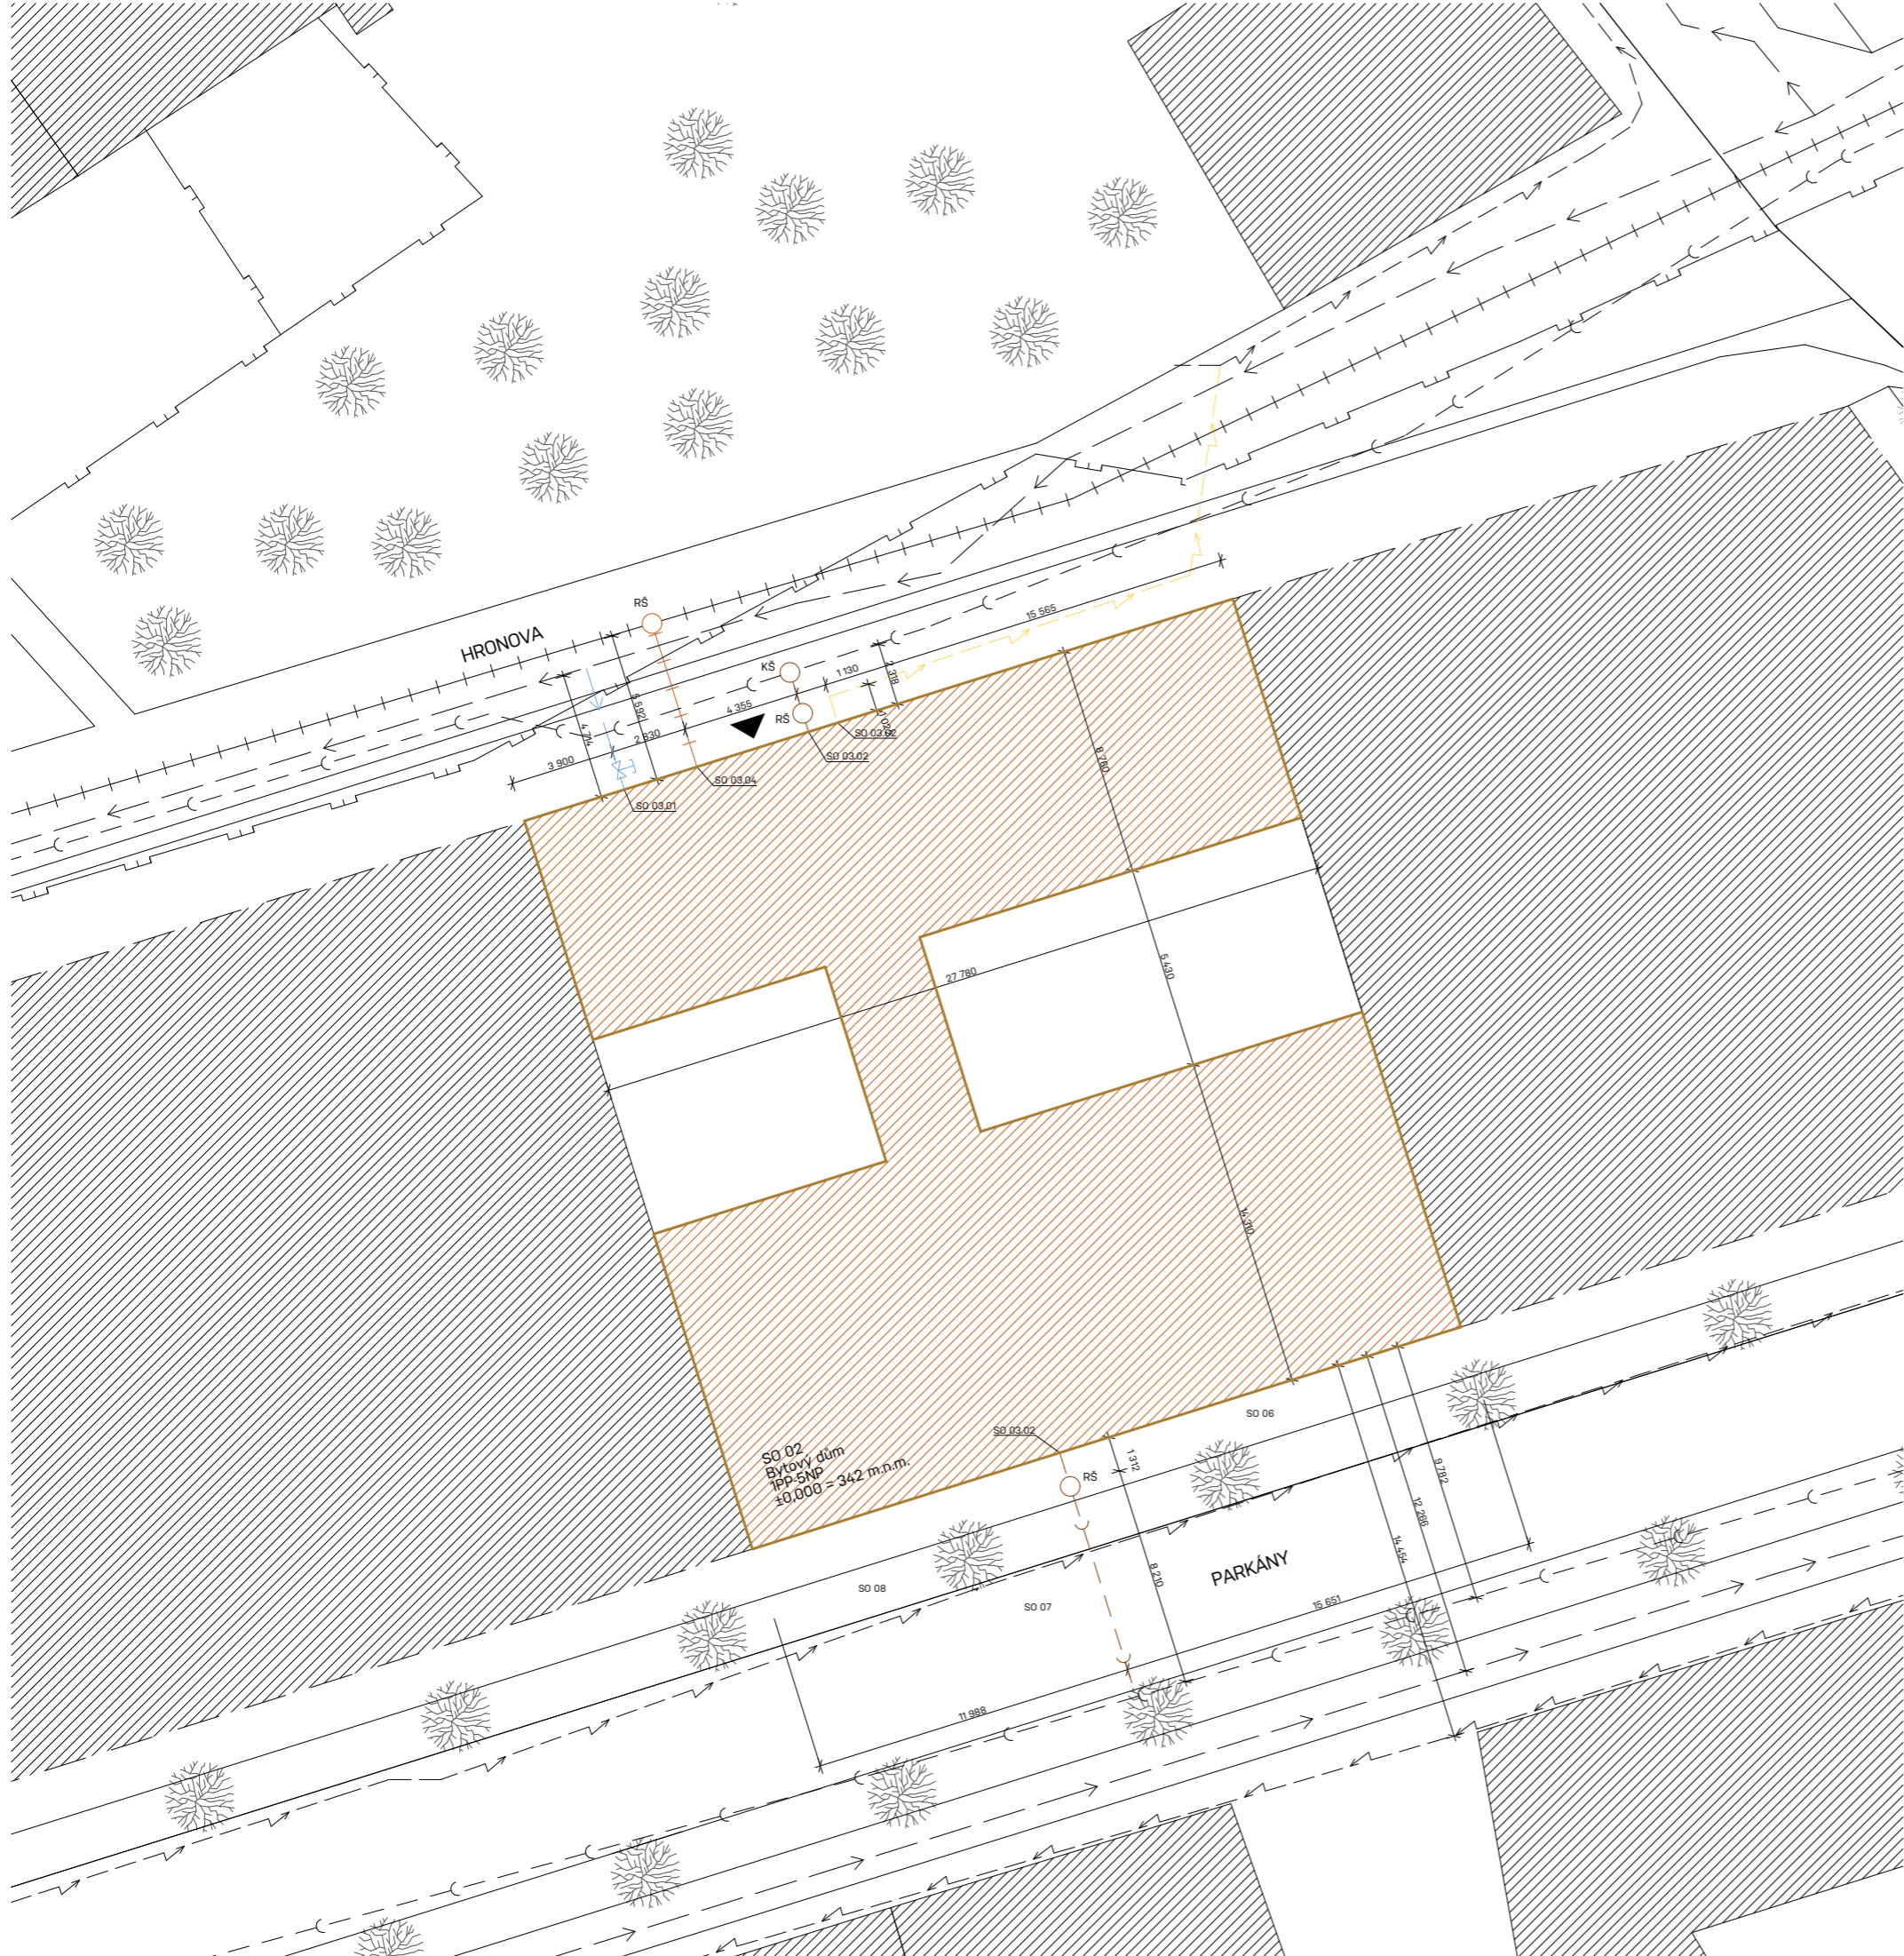 RŠ
HRONOVA
15 565
KŠ
1 130
2 318
5 592
4 355
RŠ
4 744
2 830
SO 03.02
8 760
3 900
SO 03.02
SO 03.04
SO 03.01
27 780
5 430
14 310
SO 06
SO 03.02
SO 02
Bytový dům
1PP-5NP
±0,000 = 342 m.n.m.
1 312
RŠ
9 782
12 266
14 454
PARKÁNY
8 210
SO 08
SO 07
15 651
11 988